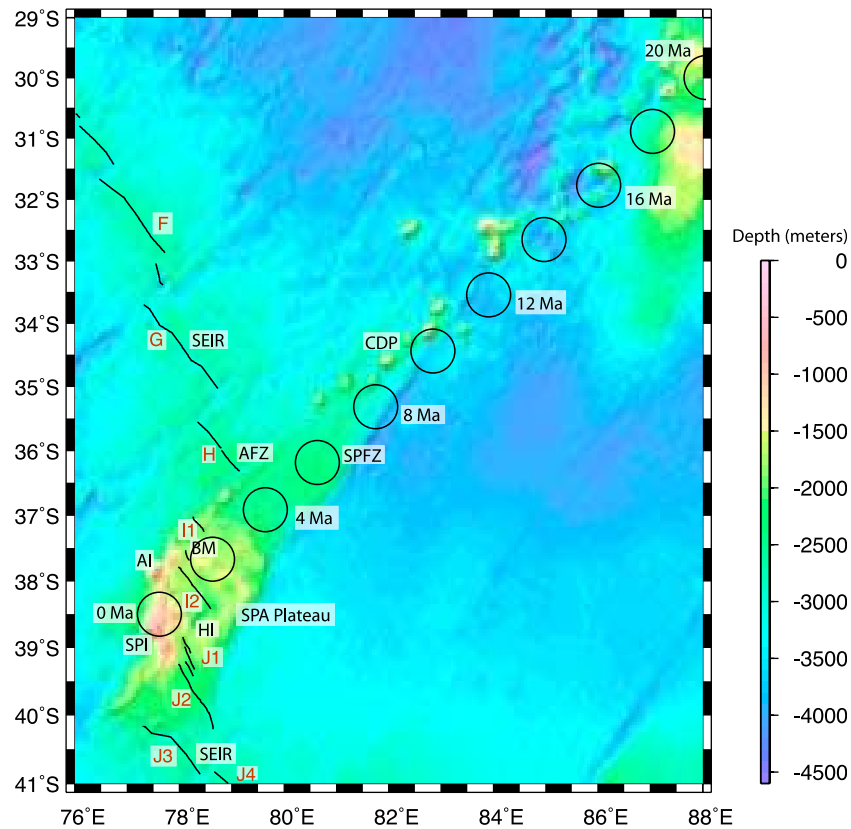 29˚S
20 Ma
30˚S
31˚S
32˚S
16 Ma
F
33˚S
Depth (meters)
0
12 Ma
-500
34˚S
G
SEIR
CDP
-1000
35˚S
8 Ma
-1500
36˚S
H
AFZ
SPFZ
-2000
37˚S
4 Ma
I1
-2500
BM
AI
38˚S
-3000
I2
0 Ma
SPA Plateau
HI
SPI
-3500
39˚S
J1
J2
-4000
40˚S
J3
SEIR
-4500
J4
41˚S
76˚E
78˚E
80˚E
82˚E
84˚E
86˚E
88˚E